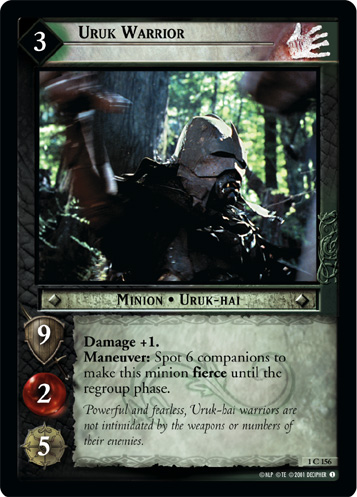 3
Uruk Warrior
Minion • Uruk-hai
9
2
5
Damage +1.
Maneuver: Spot 6 companions to
make this minion fierce until the
regroup phase.
Powerful and fearless, Uruk-hai warriors are
not intimidated by the weapons or numbers of
their enemies.
1 C 156
©NLP ©TE ©2001 DECIPHER